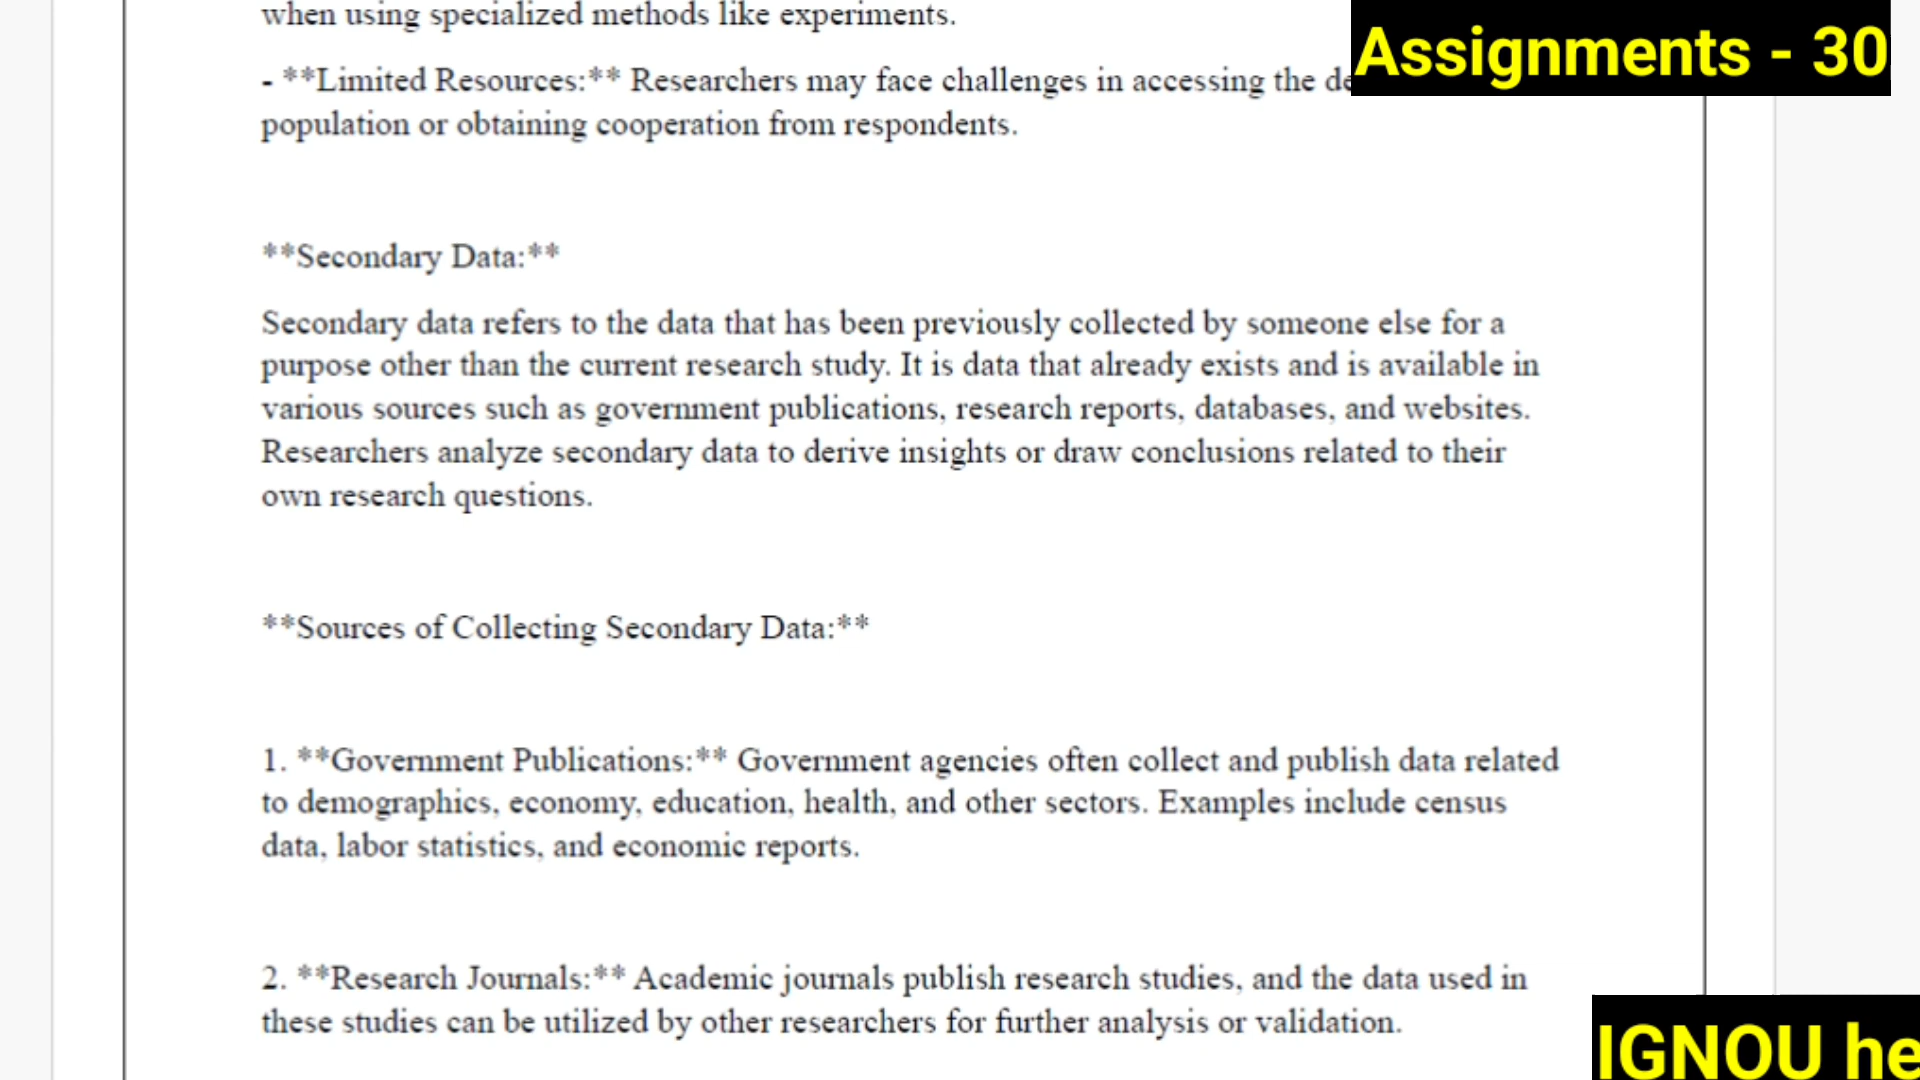 when using specialized methods like experiments.
Assignments - 30
- **Limited Resources:** Researchers may face challenges in accessing the
population or obtaining cooperation from respondents.
**Secondary Data:**
Secondary data refers to the data that has been previously collected by someone else for a
purpose other than the current research study. It is data that already exists and is available in
various sources such as government publications, research reports, databases, and websites.
Researchers analyze secondary data to derive insights or draw conclusions related to their
own research questions.
**Sources of Collecting Secondary Data:**
1. **Government Publications:** Government agencies often collect and publish data related
to demographics, economy, education, health, and other sectors. Examples include census
data, labor statistics, and economic reports.
2. **Research Journals:** Academic journals publish research studies, and the data used in
these studies can be utilized by other researchers for further analysis or validation.
IGNOU he